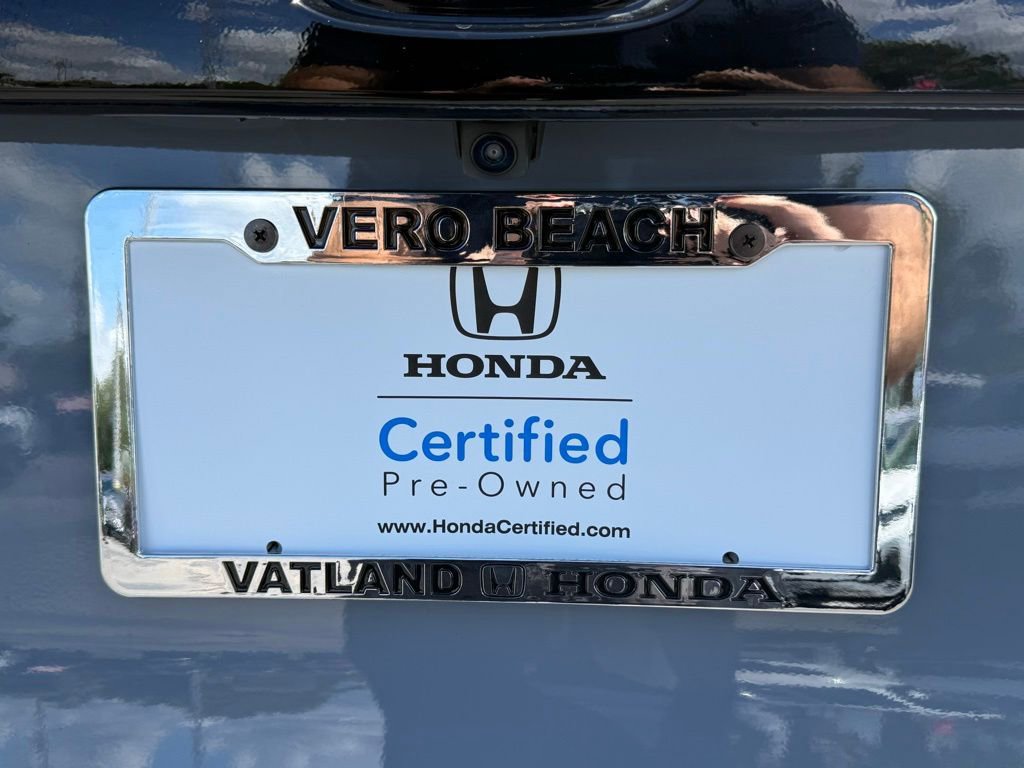 VERO BEACH
HONDA
Certified
Pre-Owned
www.HondaCertified.com
VATLAND HONDA